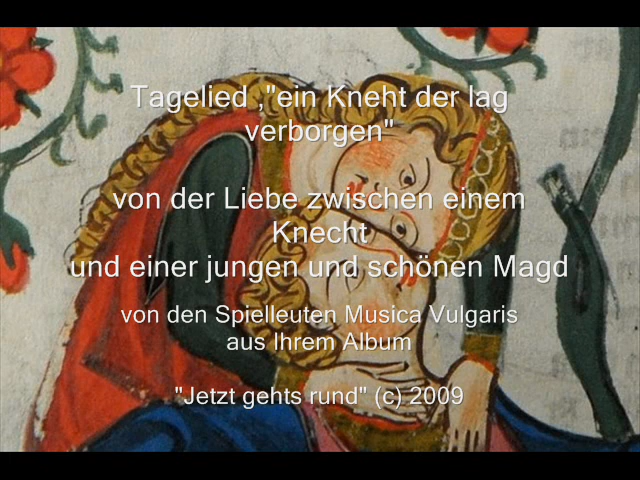 Tagelied ,"ein Kneht der lag
verborgen"
von der Liebe zwischen einem
Knecht
und einer jungen und schönen Magd
von den Spielleuten Musica Vulgaris
aus Ihrem Album
"Jetzt gehts rund" (c) 2009